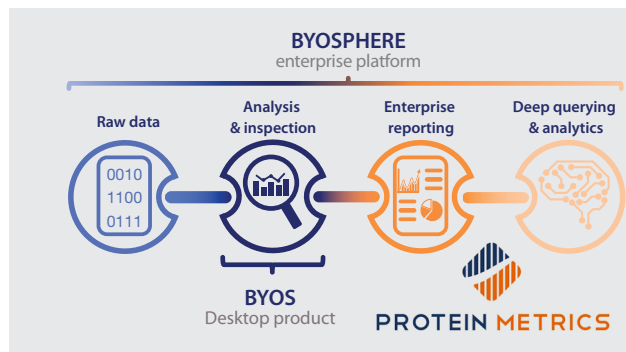 BYOSPHERE
enterprise platform
Raw data
Analysis
& inspection
Enterprise
reporting
Deep querying
& analytics
0010
1100
0111
BYOS
Desktop product
PROTEIN METRICS